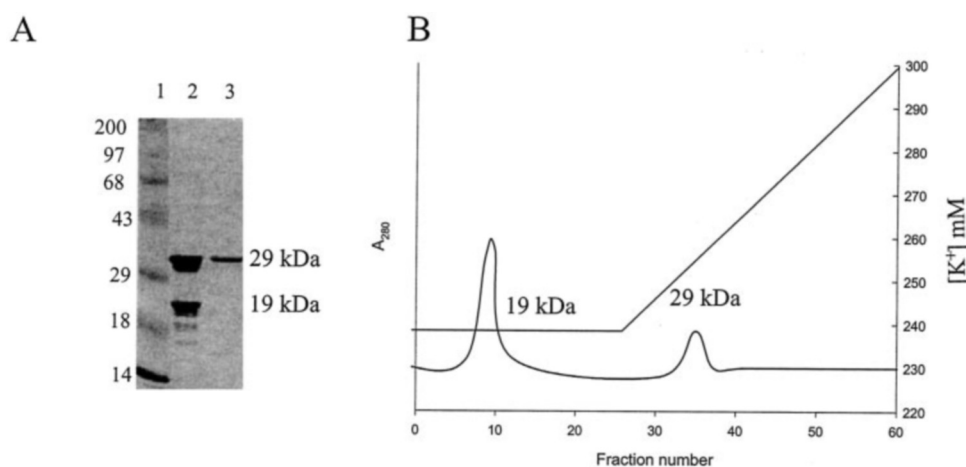 A
1 2 3
200
97
68
43
29
18
14
29 kDa
19 kDa
B
A280
19 kDa
29 kDa
300
290
280
270
260
250
240
230
220
[K+] mM
0 10 20 30 40 50 60
Fraction number